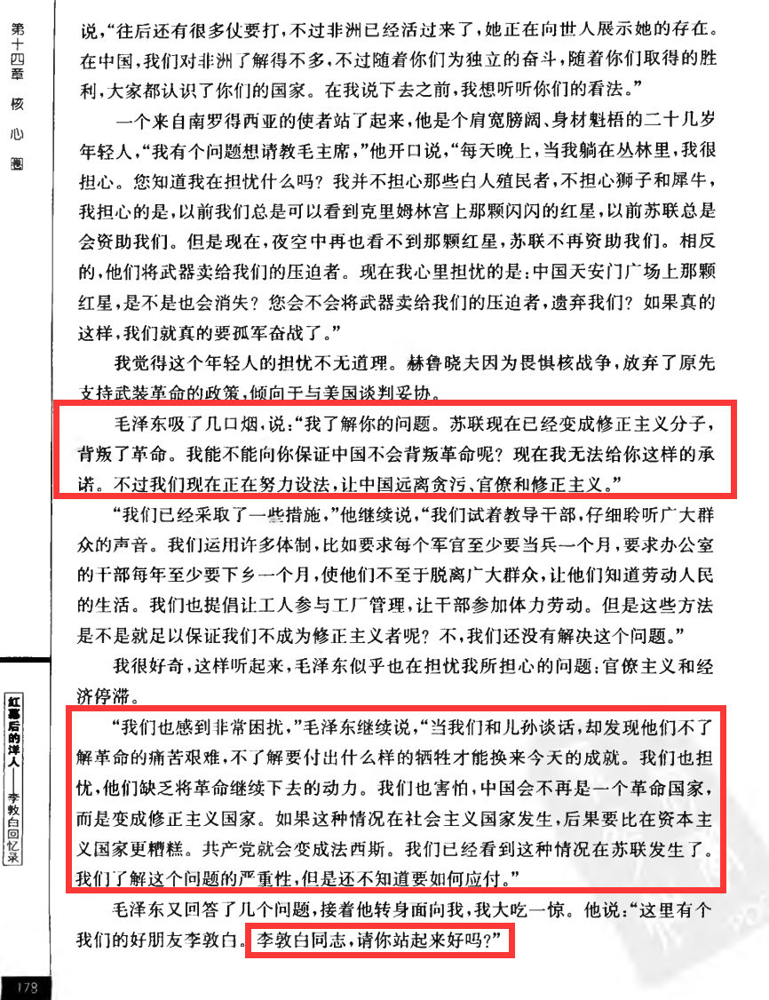 第十四章 核心圈
说,“往后还有很多仗要打,不过非洲已经活过来了,她正在向世人展示她的存在。
在中国,我们对非洲了解得不多,不过随着你们为独立的奋斗,随着你们取得的胜
利,大家都认识了你们的国家。在我说下去之前,我想听听你们的看法。”
一个来自南罗得西亚的使者站了起来,他是个肩宽膀阔、身材魁梧的二十几岁
年轻人,“我有个问题想请教毛主席,”他开口说,“每天晚上,当我躺在丛林里,我很
担心。您知道我在担忧什么吗?我并不担心那些白人殖民者,不担心狮子和犀牛,
我担心的是,以前我们总是可以看到克里姆林宫上那颗闪闪的红星,以前苏联总是
会资助我们。但是现在,夜空中再也看不到那颗红星,苏联不再资助我们。相反
的,他们将武器卖给我们的压迫者。现在我心里担忧的是:中国天安门广场上那颗
红星,是不是也会消失?您会不会将武器卖给我们的压迫者,遗弃我们?如果真的
这样,我们就真的要孤军奋战了。”
我觉得这个年轻人的担忧不无道理。赫鲁晓夫因为畏惧核战争,放弃了原先
支持武装革命的政策,倾向于与美国谈判妥协。
毛泽东吸了几口烟,说:“我了解你的问题。苏联现在已经变成修正主义分子,
背叛了革命。我能不能向你保证中国不会背叛革命呢?现在我无法给你这样的承
诺。不过我们现在正在努力设法,让中国远离贪污、官僚和修正主义。”
“我们已经采取了一些措施,”他继续说,“我们试着教导干部,仔细聆听广大群
众的声音。我们运用许多体制,比如要求每个军官至少要当兵一个月,要求办公室
的干部每年至少要下乡一个月,使他们不至于脱离广大群众,让他们知道劳动人民
的生活。我们也提倡让工人参与工厂管理,让干部参加体力劳动。但是这些方法
是不是就足以保证我们不成为修正主义者呢?不,我们还没有解决这个问题。”
我很好奇,这样听起来,毛泽东似乎也在担忧我所担心的问题:官僚主义和经
济停滞。
“我们也感到非常困扰,”毛泽东继续说,“当我们和儿孙谈话,却发现他们不了
解革命的痛苦艰难,不了解要付出什么样的牺牲才能换来今天的成就。我们也担
忧,他们缺乏将革命继续下去的动力。我们也害怕,中国会不再是一个革命国家,
而是变成修正主义国家。如果这种情况在社会主义国家发生,后果要比在资本主
义国家更糟糕。共产党就会变成法西斯。我们已经看到这种情况在苏联发生了。
我们了解这个问题的严重性,但是还不知道要如何应付。”
毛泽东又回答了几个问题,接着他转身面向我,我大吃一惊。他说:“这里有个
我们的好朋友李敦白。李敦白同志,请你站起来好吗?”
红幕后的洋人——李敦白回忆录
178